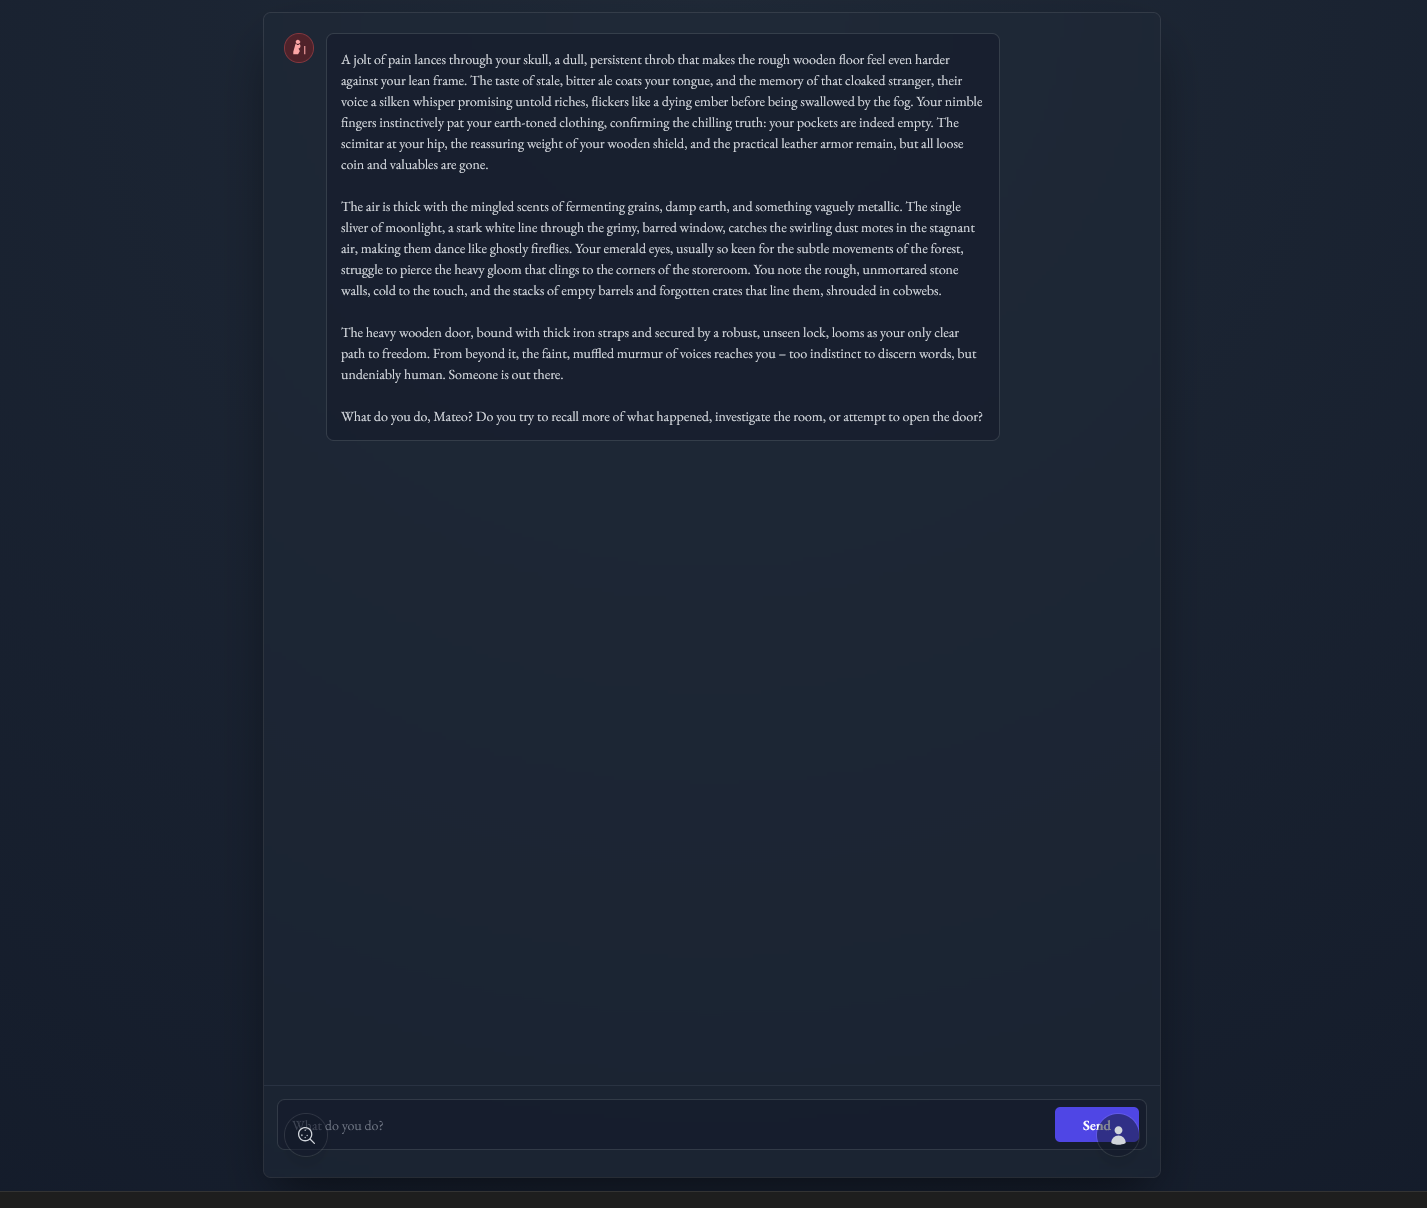 A jolt of pain lances through your skull, a dull, persistent throb that makes the rough wooden floor feel even harder
against your lean frame. The taste of stale, bitter ale coats your tongue, and the memory of that cloaked stranger, their
voice a silken whisper promising untold riches, flickers like a dying ember before being swallowed by the fog. Your nimble
fingers instinctively pat your earth-toned clothing, confirming the chilling truth: your pockets are indeed empty. The
scimitar at your hip, the reassuring weight of your wooden shield, and the practical leather armor remain, but all loose
coin and valuables are gone.
The air is thick with the mingled scents of fermenting grains, damp earth, and something vaguely metallic. The single
sliver of moonlight, a stark white line through the grimy, barred window, catches the swirling dust motes in the stagnant
air, making them dance like ghostly fireflies. Your emerald eyes, usually so keen for the subtle movements of the forest,
struggle to pierce the heavy gloom that clings to the corners of the storeroom. You note the rough, unmortared stone
walls, cold to the touch, and the stacks of empty barrels and forgotten crates that line them, shrouded in cobwebs.
The heavy wooden door, bound with thick iron straps and secured by a robust, unseen lock, looms as your only clear
path to freedom. From beyond it, the faint, muffled murmur of voices reaches you – too indistinct to discern words, but
undeniably human. Someone is out there.
What do you do, Mateo? Do you try to recall more of what happened, investigate the room, or attempt to open the door?
What do you do?
Send